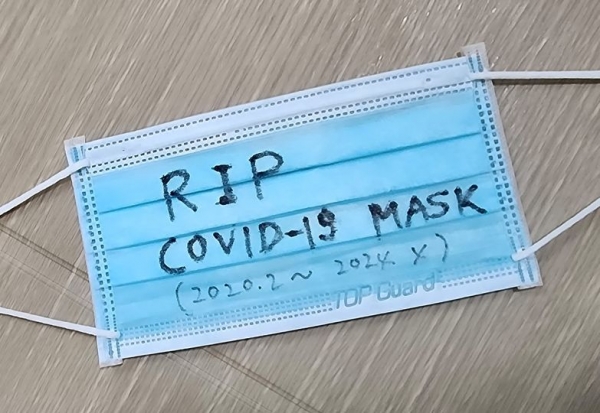 RIP
COVID-19 MASK
(2020.2 ~ 2024. X)
TOP Guard